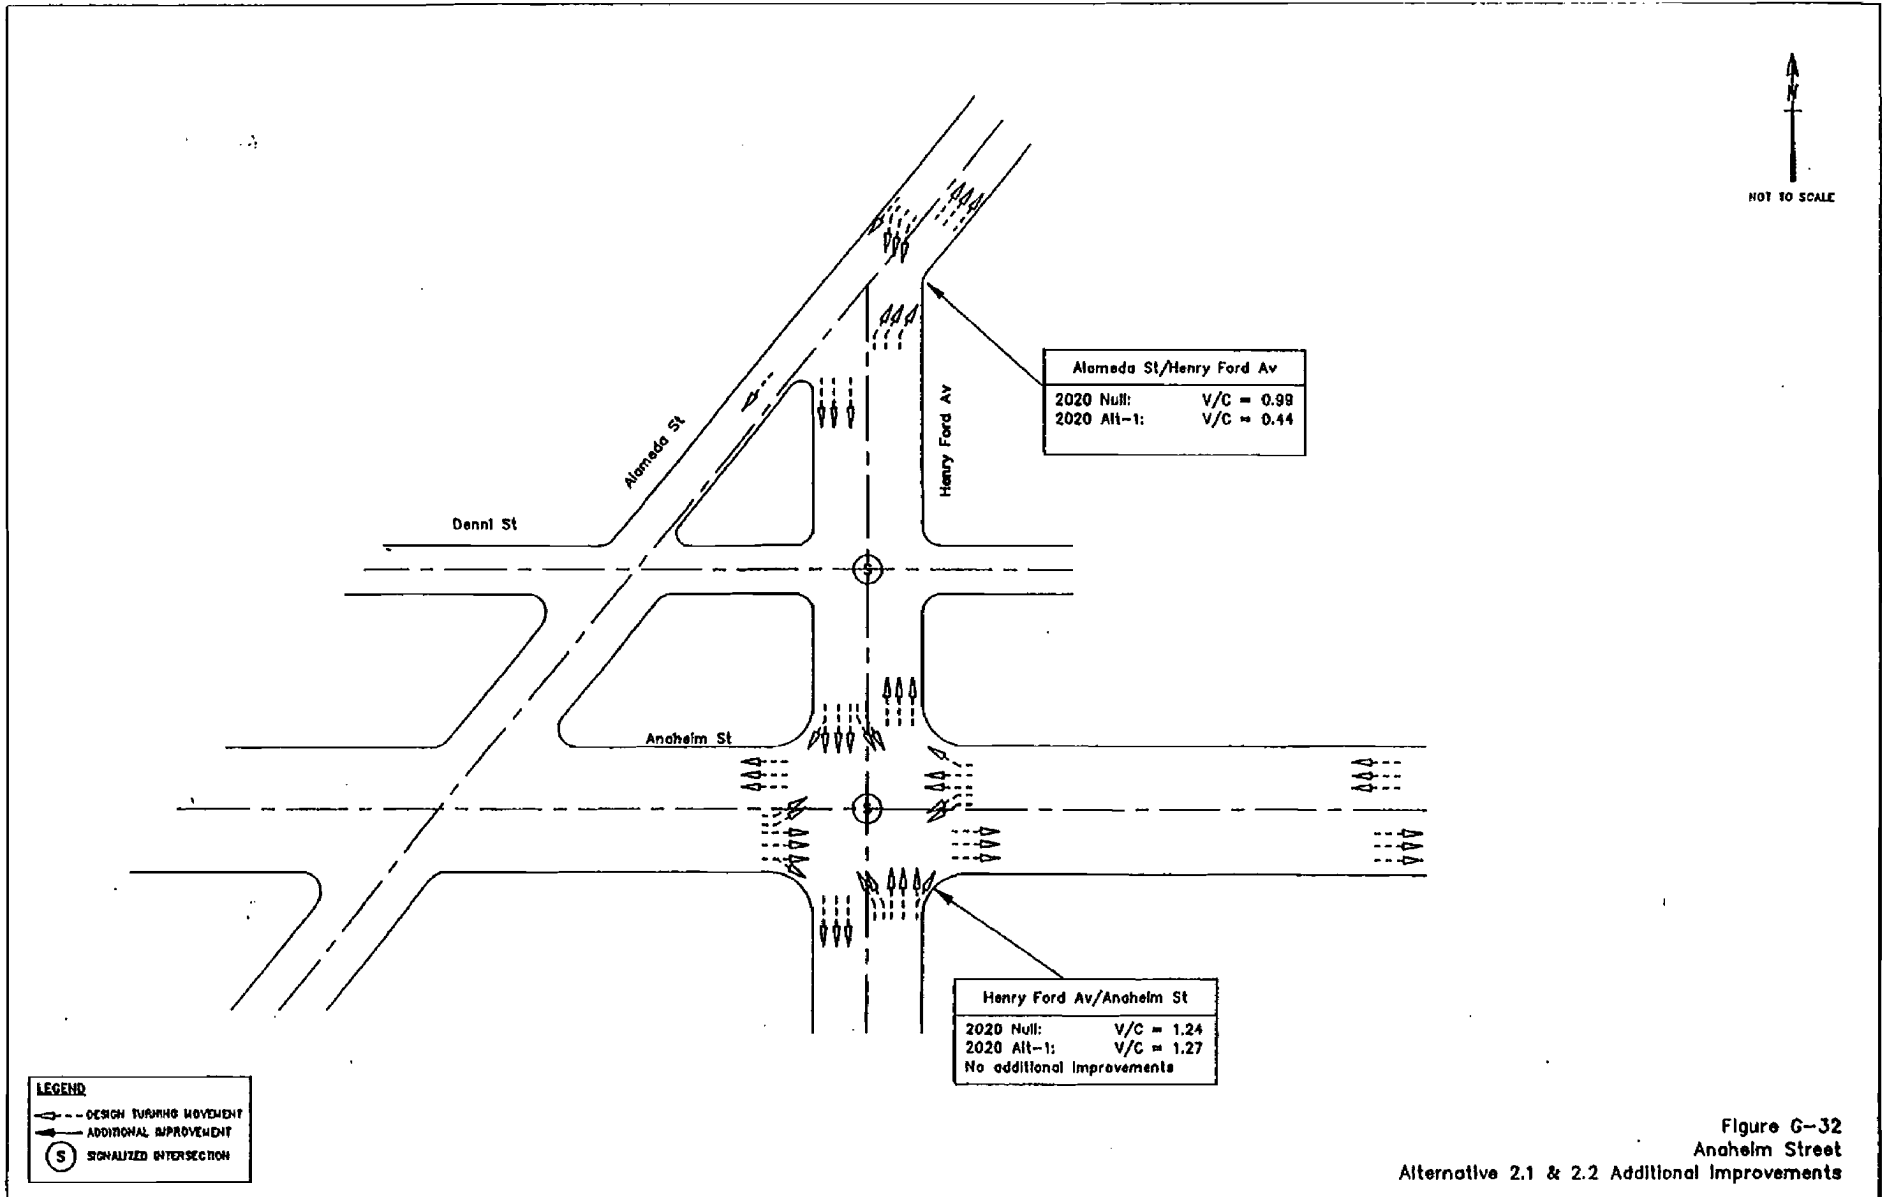 N
NOT TO SCALE
Alameda St/Henry Ford Av
2020 Null: V/C = 0.99
2020 Alt-1: V/C = 0.44
Henry Ford Av
Alameda St
Denni St
S
Anaheim St
S
Henry Ford Av/Anaheim St
2020 Null: V/C = 1.24
2020 Alt-1: V/C = 1.27
No additional improvements
LEGEND
DESIGN TURNING MOVEMENT
ADDITIONAL IMPROVEMENT
S SIGNALIZED INTERSECTION
Figure G-32
Anaheim Street
Alternative 2.1 & 2.2 Additional Improvements